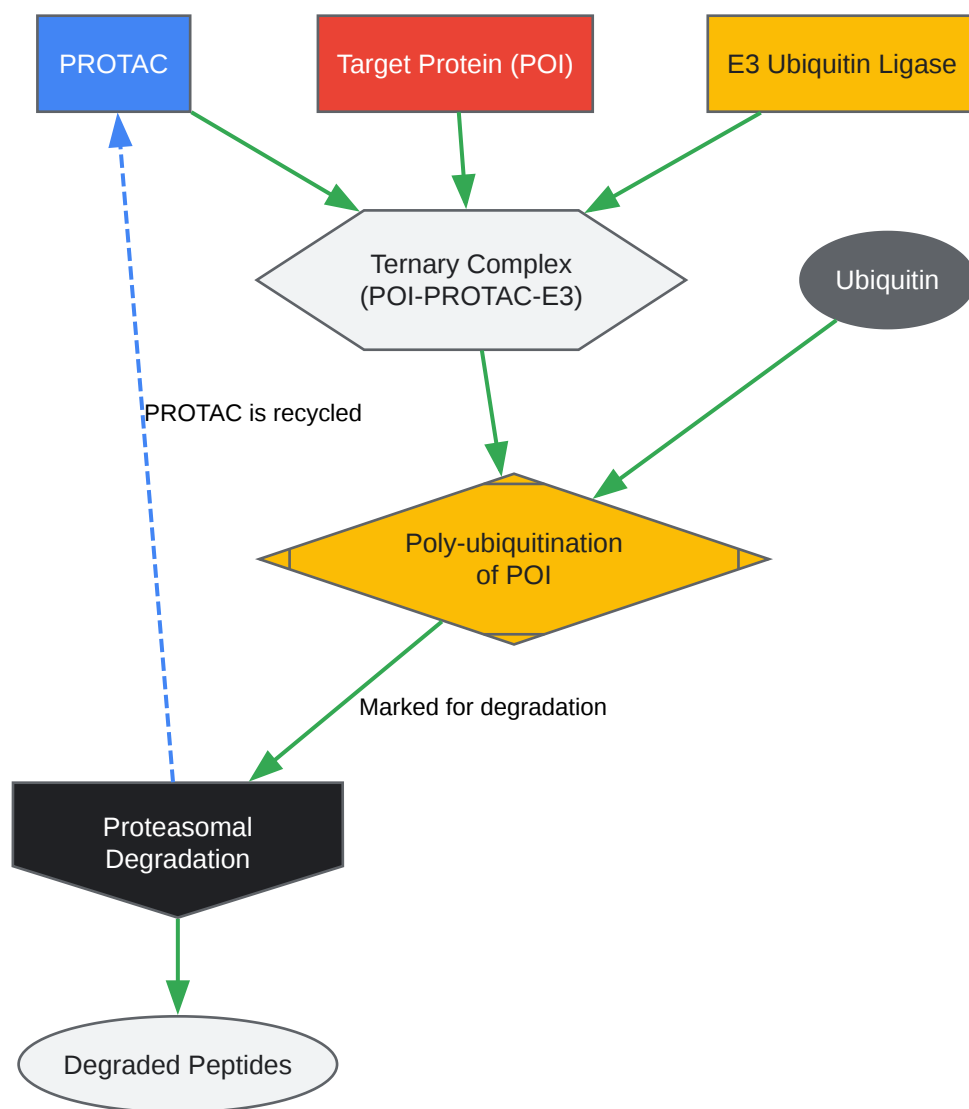 PROTAC
Target Protein (POI)
E3 Ubiquitin Ligase
Ternary Complex
(POI-PROTAC-E3)
Ubiquitin
PROTAC is recycled
Poly-ubiquitination
of POI
Marked for degradation
Proteasomal
Degradation
Degraded Peptides